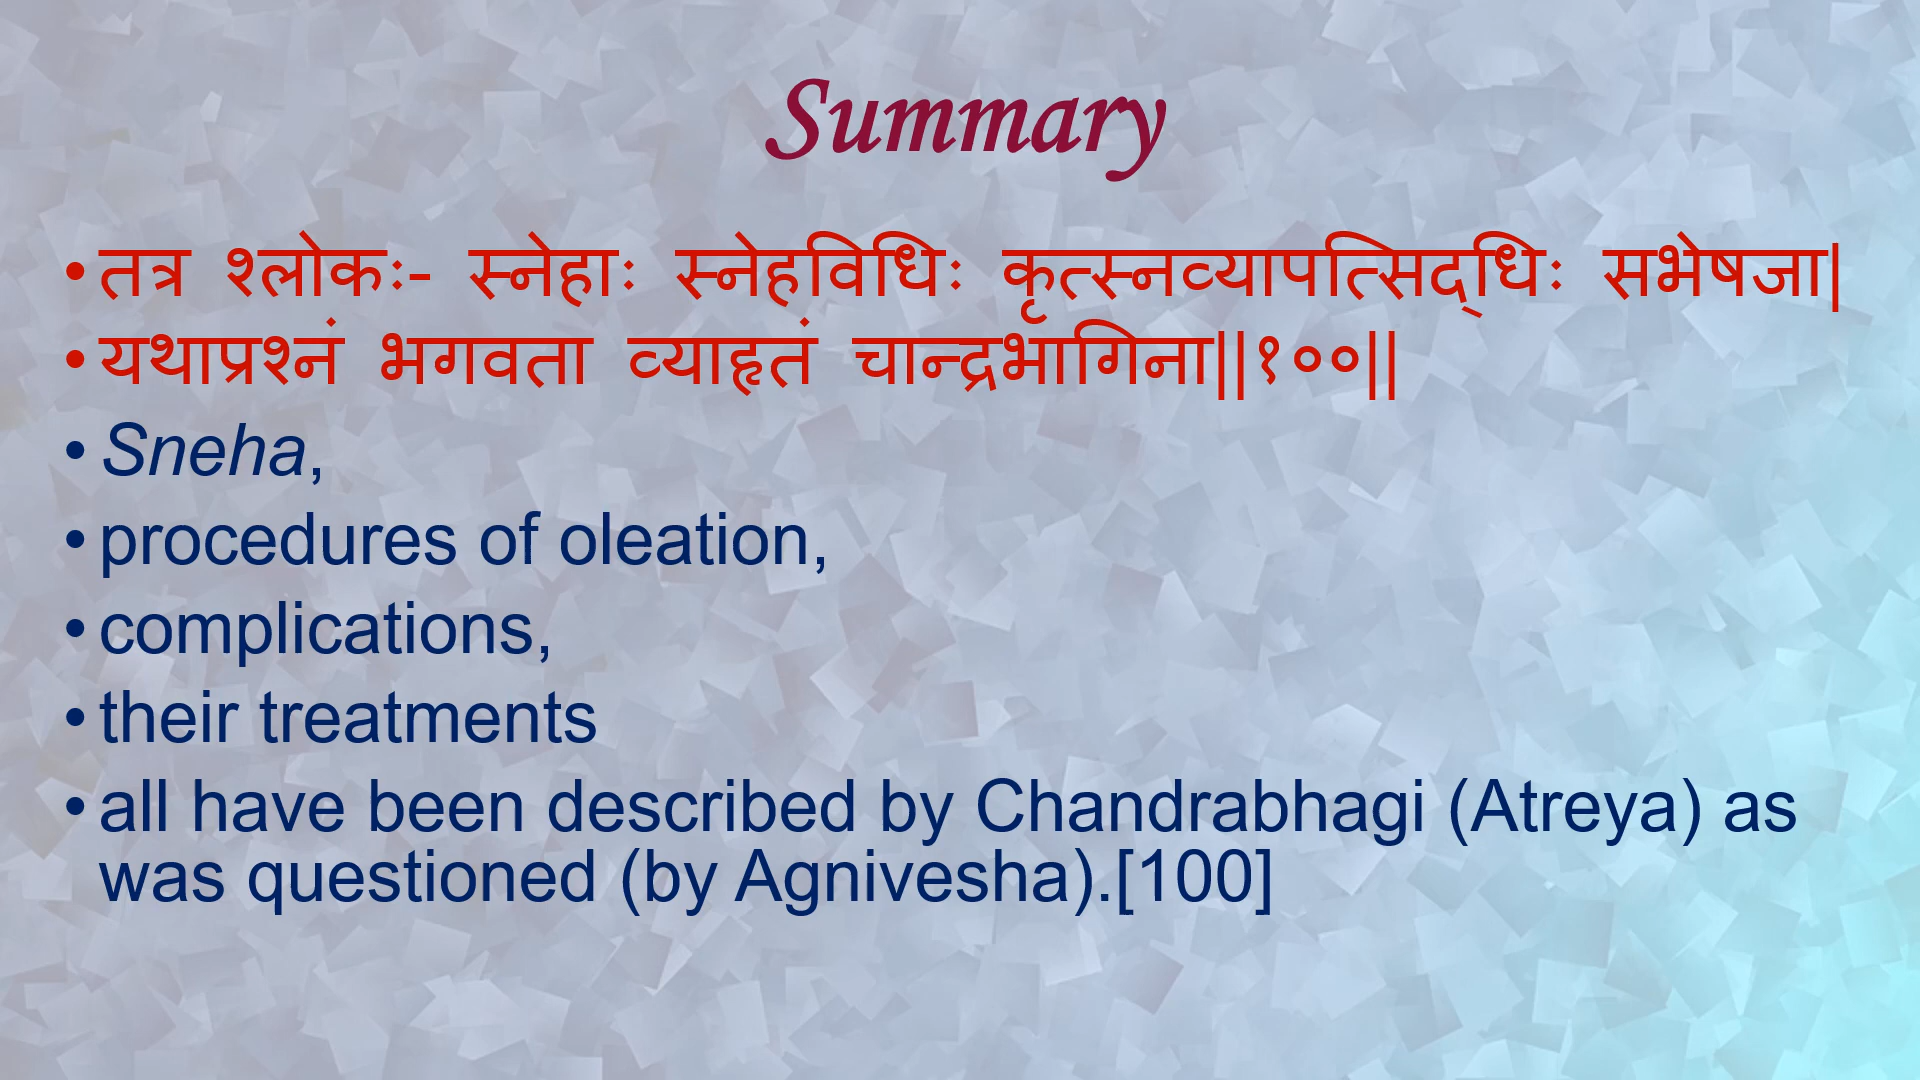 Summary
• तत्र श्लोकः- स्नेहाः स्नेहविधिः कृत्स्नव्यापत्सिद्‌धिः सभेषजा|
• यथाप्रश्नं भगवता व्याहृतं चान्द्रभागिना||१००||
• Sneha,
• procedures of oleation,
• complications,
• their treatments
• all have been described by Chandrabhagi (Atreya) as
was questioned (by Agnivesha).[100]